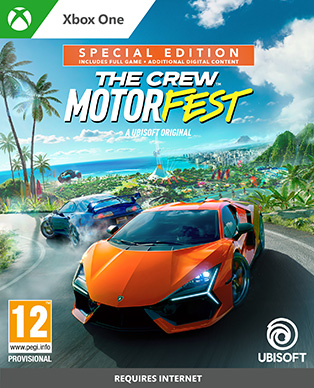 Xbox One
SPECIAL EDITION
INCLUDES FULL GAME + ADDITIONAL DIGITAL CONTENT
THE CREW
MOTORFEST
A UBISOFT ORIGINAL
12
www.pegi.info
PROVISIONAL
UBISOFT
REQUIRES INTERNET